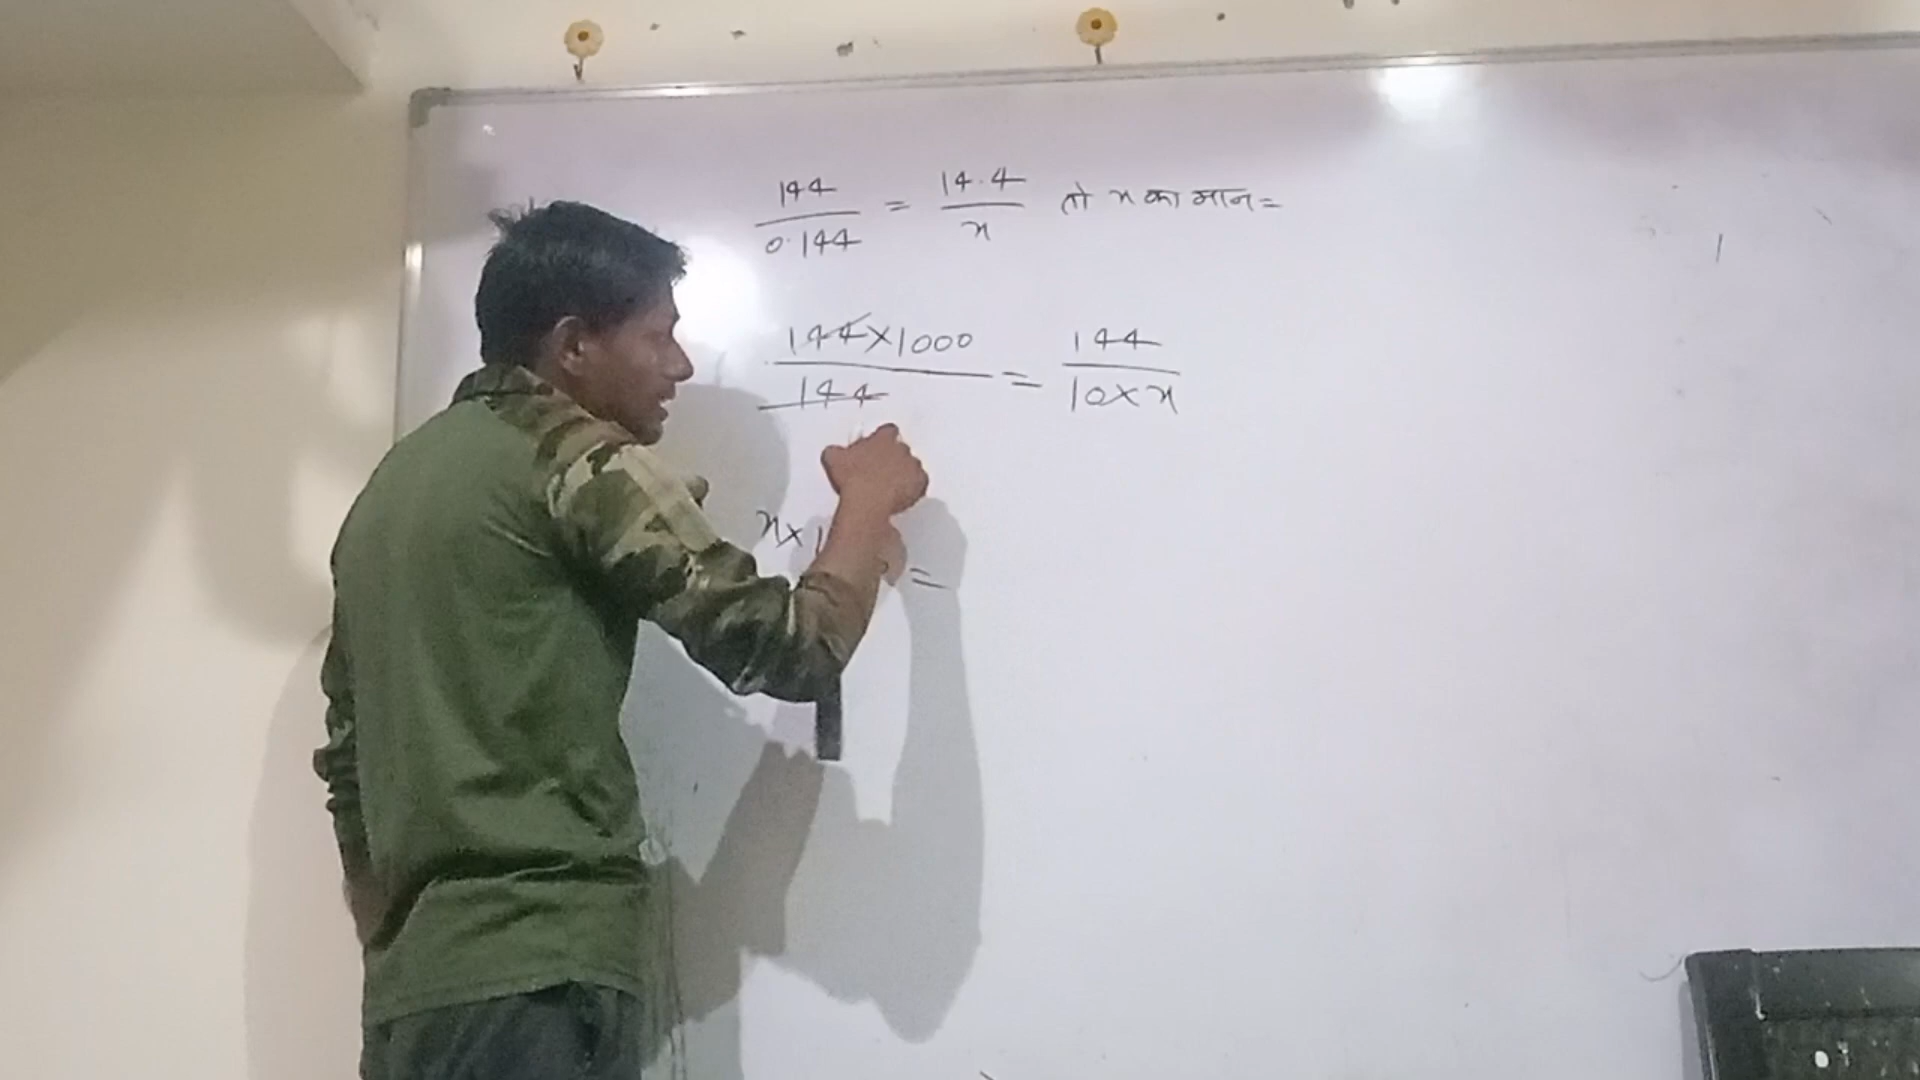 144/0.144 = 14.4/x तो x का मान =
144×1000/144 = 144/10×x
x×1 =